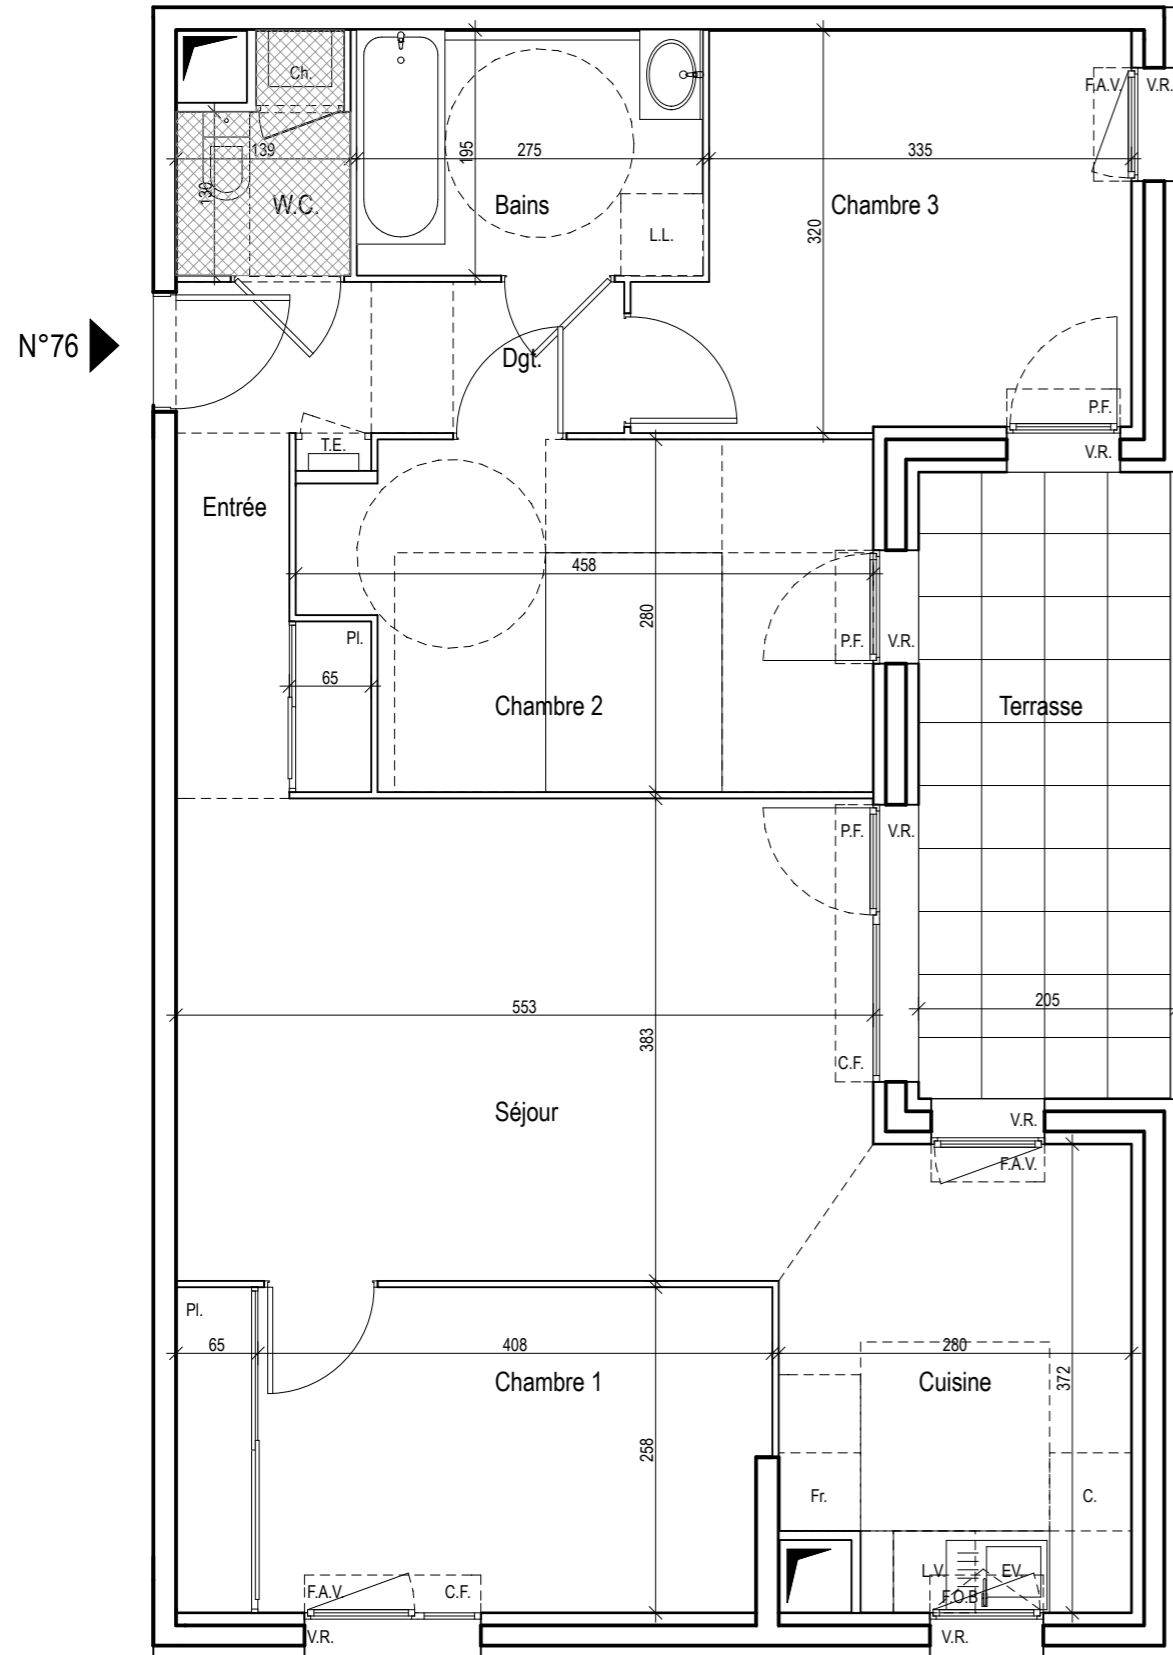 Ch.
F.A.V.
V.R.
139
195
275
335
130
W.C.
Bains
Chambre 3
320
L.L.
N°76
Dgt.
P.F.
V.R.
T.E.
Entrée
458
280
P.F.
V.R.
Pl.
65
Chambre 2
Terrasse
P.F.
V.R.
553
383
205
C.F.
Séjour
V.R.
F.A.V.
Pl.
65
408
280
Chambre 1
Cuisine
372
258
Fr.
C.
L.V.
EV.
F.A.V.
C.F.
F.O.B
V.R.
V.R.